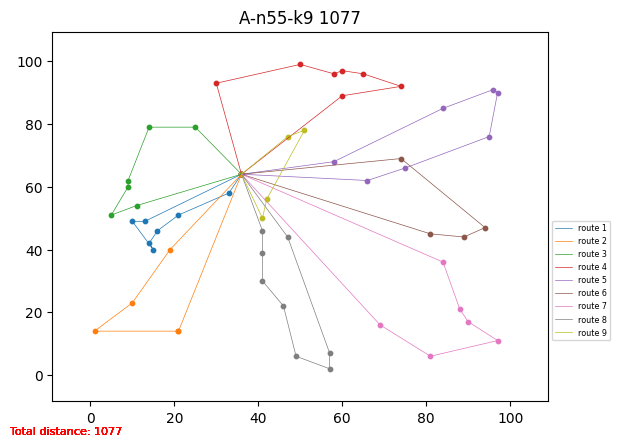 A-n55-k9 1077
100
80
60
40
20
0
0 20 40 60 80 100
route 1
route 2
route 3
route 4
route 5
route 6
route 7
route 8
route 9
Total distance: 1077